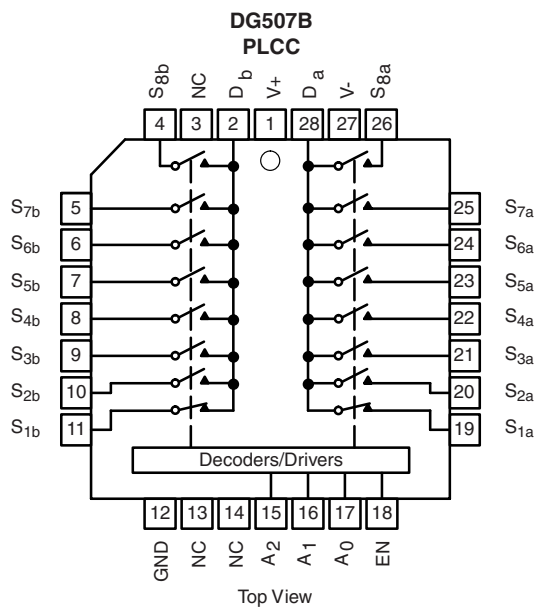 DG507B
PLCC
S8b NC Db V+ Da V- S8a
4 3 2 1 28 27 26
S7b 5 25 S7a
S6b 6 24 S6a
S5b 7 23 S5a
S4b 8 22 S4a
S3b 9 21 S3a
S2b 10 20 S2a
S1b 11 19 S1a
Decoders/Drivers
12 13 14 15 16 17 18
GND NC NC A2 A1 A0 EN
Top View